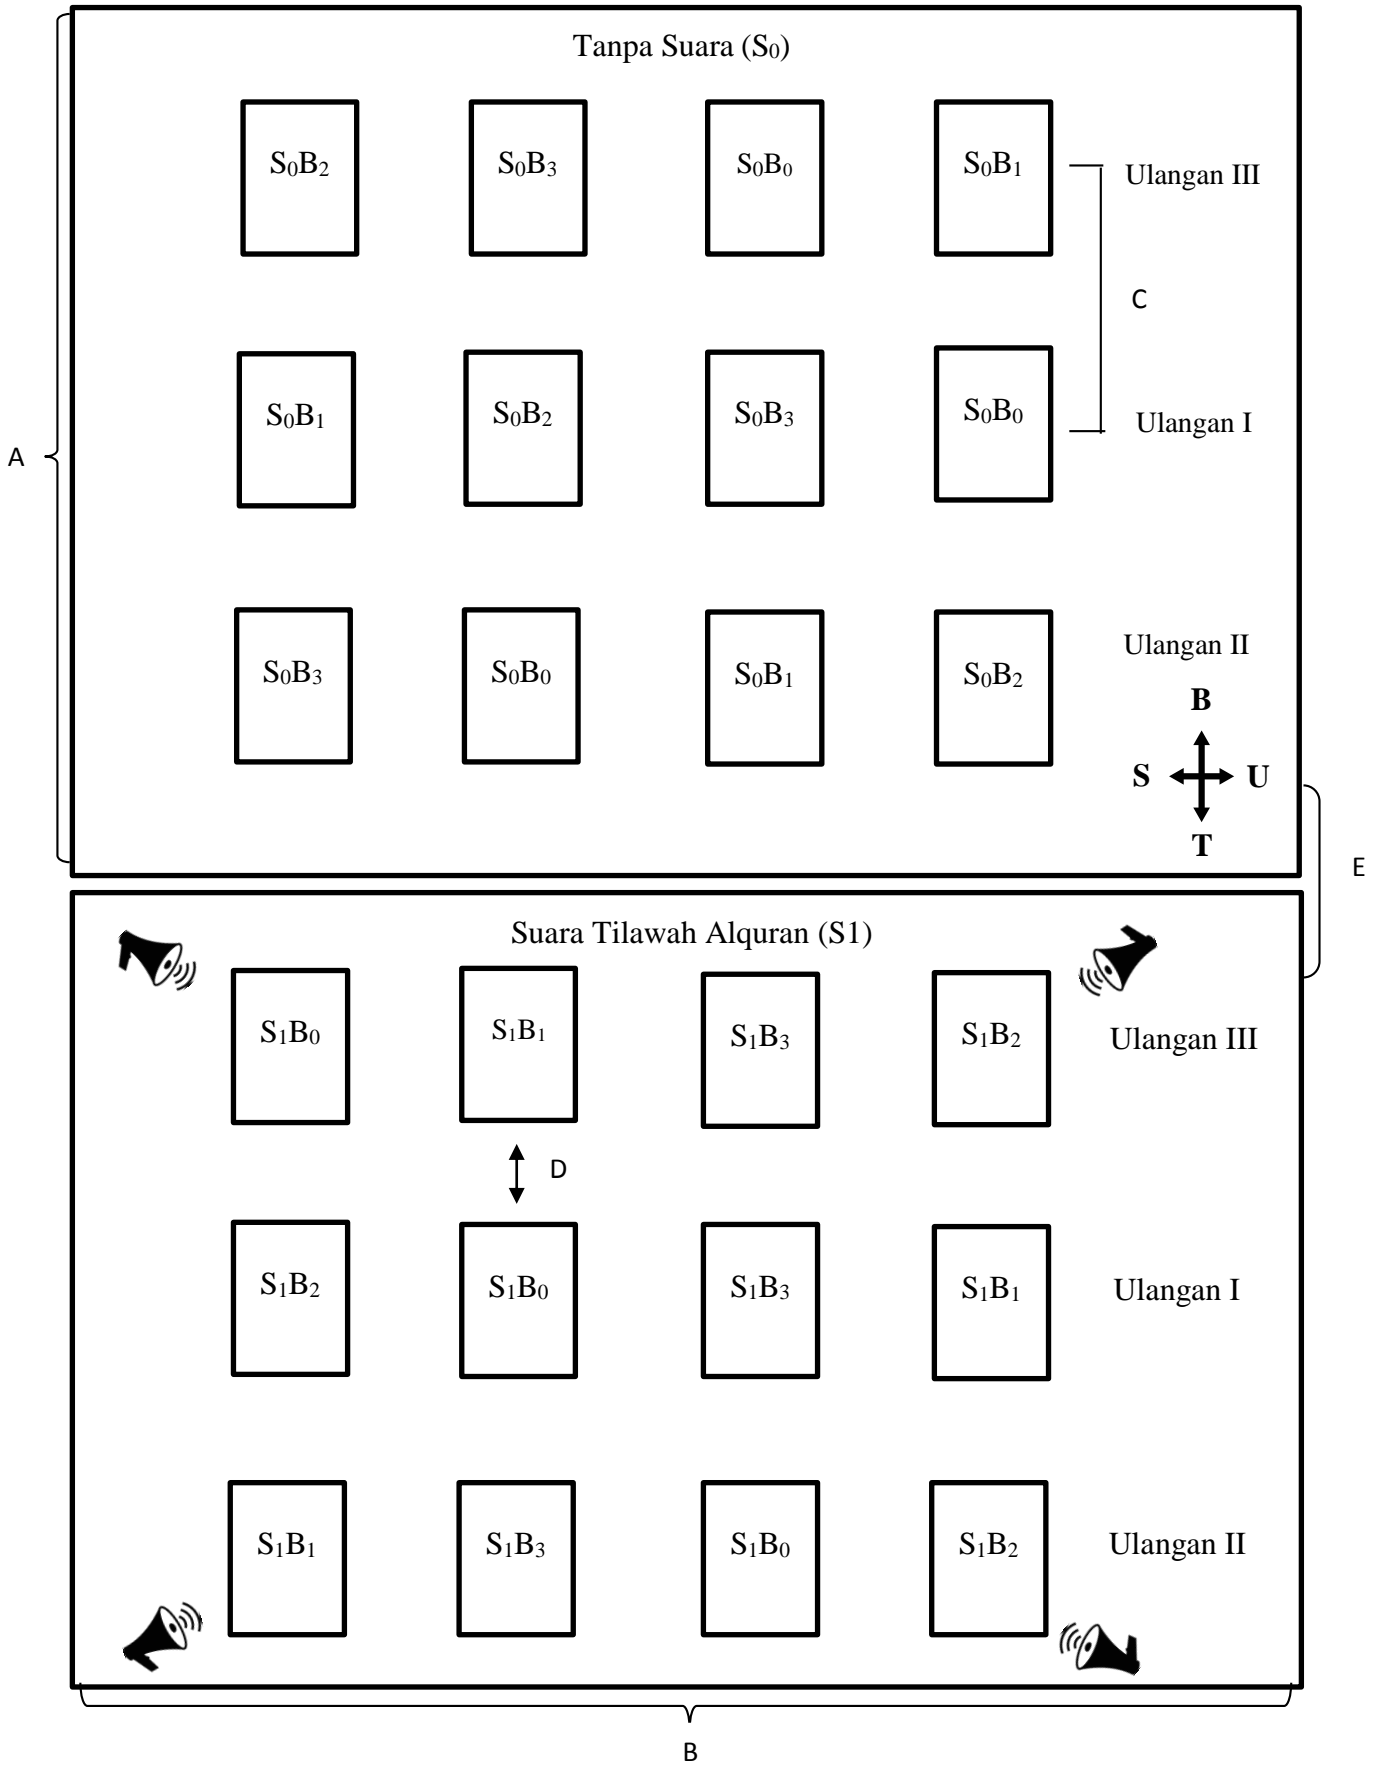 Tanpa Suara (S₀)
S₀B₂ S₀B₃ S₀B₀ S₀B₁ Ulangan III
C
S₀B₁ S₀B₂ S₀B₃ S₀B₀ Ulangan I
A
S₀B₃ S₀B₀ S₀B₁ S₀B₂ Ulangan II
B
S U
T
E
Suara Tilawah Alquran (S1)
S₁B₀ S₁B₁ S₁B₃ S₁B₂ Ulangan III
D
S₁B₂ S₁B₀ S₁B₃ S₁B₁ Ulangan I
S₁B₁ S₁B₃ S₁B₀ S₁B₂ Ulangan II
B